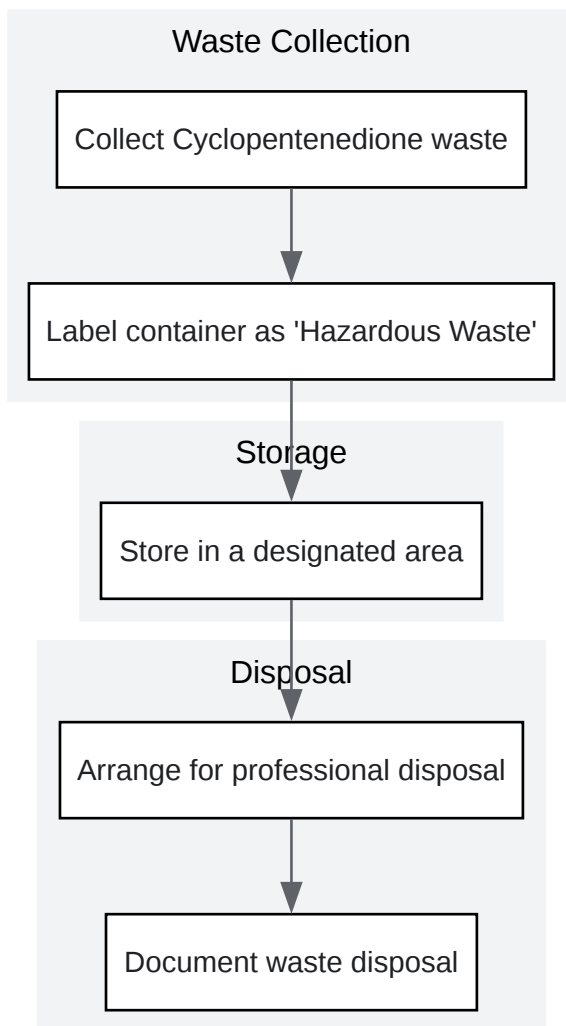 Waste Collection
Collect Cyclopentenedione waste
Label container as 'Hazardous Waste'
Storage
Store in a designated area
Disposal
Arrange for professional disposal
Document waste disposal